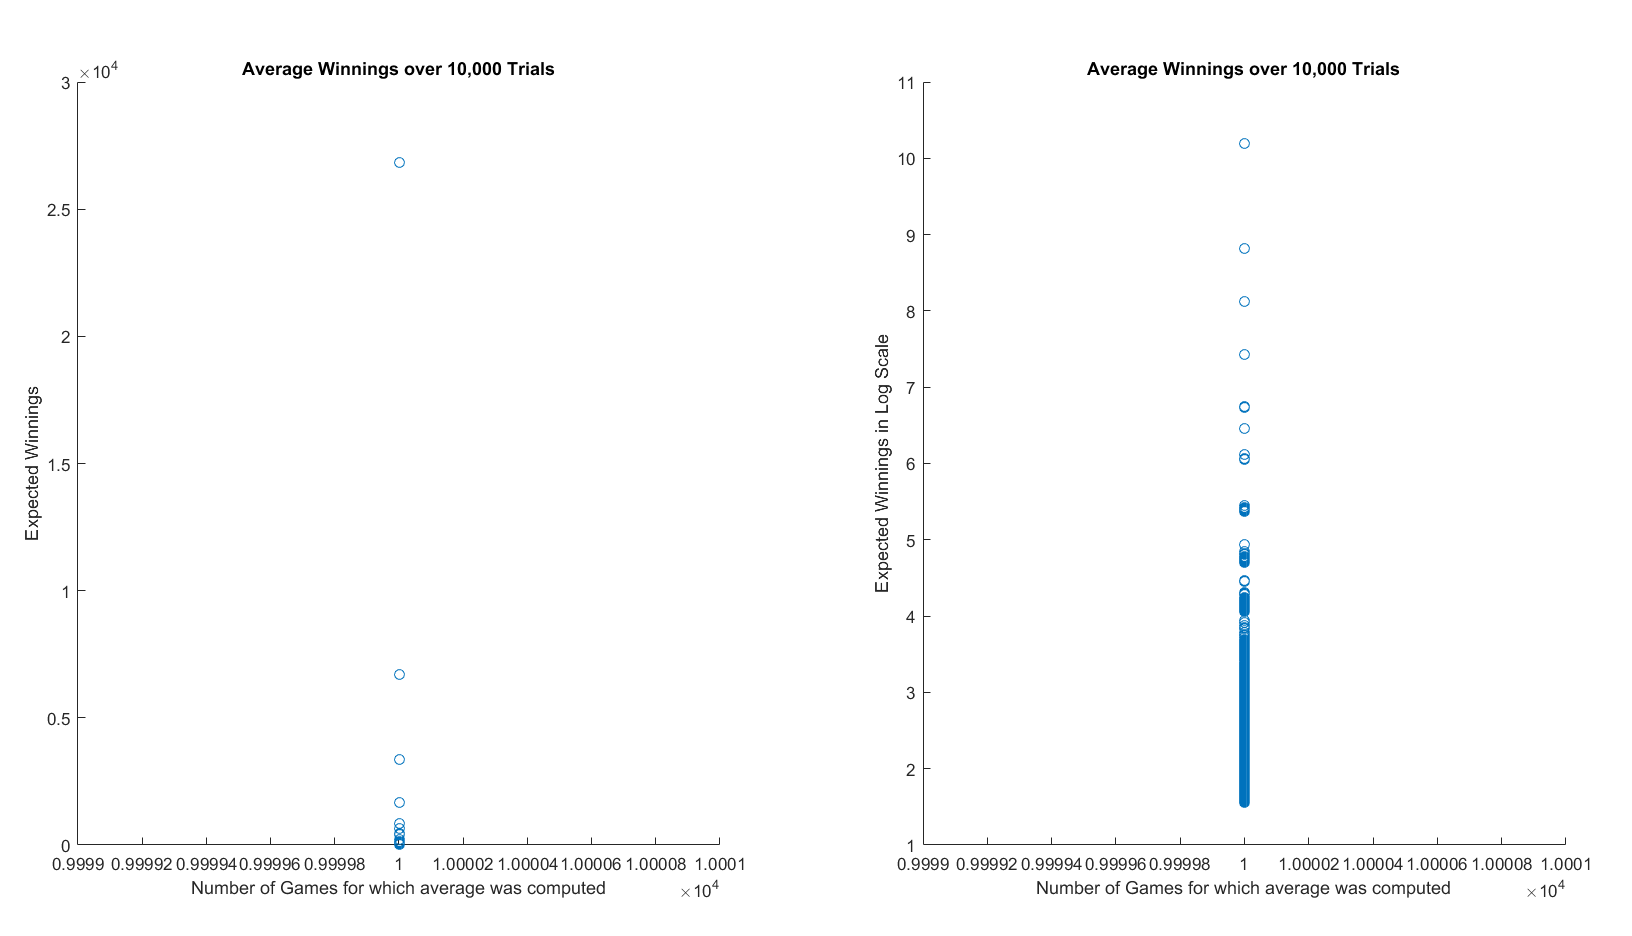 Average Winnings over 10,000 Trials
×10⁴
3
2.5
2
1.5
1
0.5
0
Expected Winnings
0.9999 0.99992 0.99994 0.99996 0.99998 1 1.00002 1.00004 1.00006 1.00008 1.0001
Number of Games for which average was computed
×10⁴
Average Winnings over 10,000 Trials
11
10
9
8
7
6
5
4
3
2
1
Expected Winnings in Log Scale
0.9999 0.99992 0.99994 0.99996 0.99998 1 1.00002 1.00004 1.00006 1.00008 1.0001
Number of Games for which average was computed
×10⁴